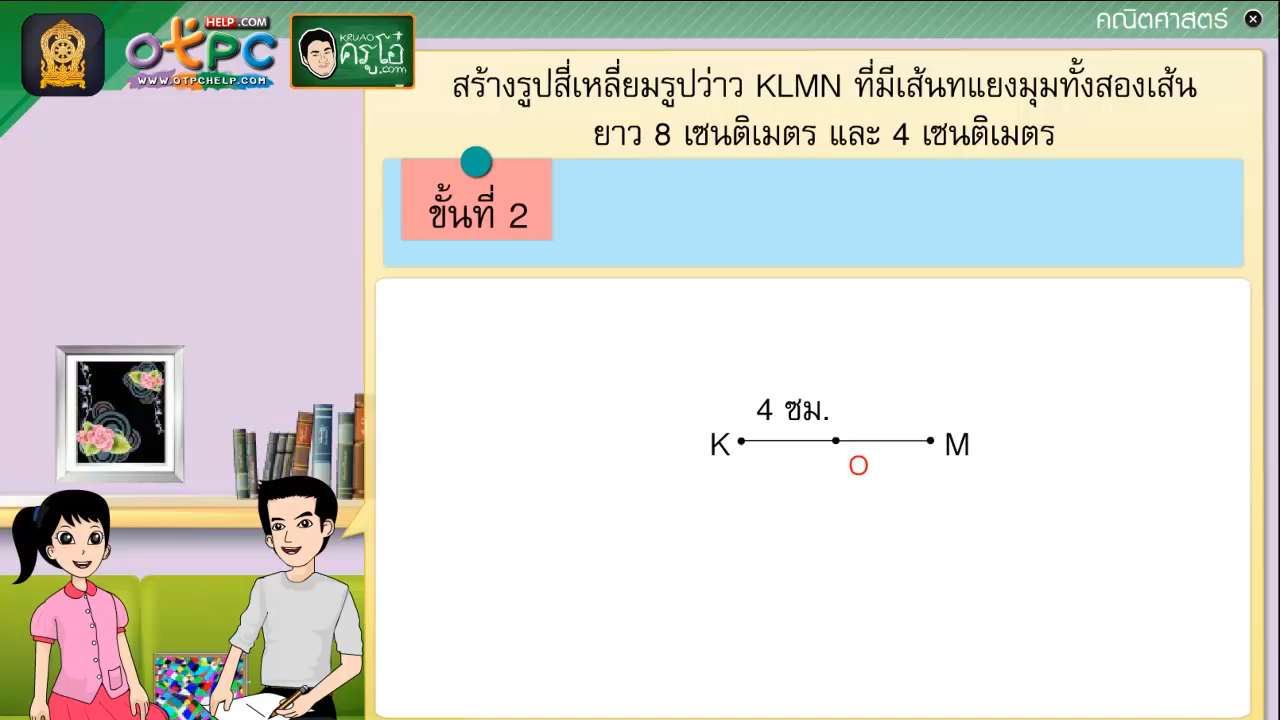 คณิตศาสตร์
HELP.COM
OTPC
WWW.OTPCHELP.COM
KRUAO
ครูโอ๋
.com
สร้างรูปสี่เหลี่ยมรูปว่าว KLMN ที่มีเส้นทแยงมุมทั้งสองเส้น
ยาว 8 เซนติเมตร และ 4 เซนติเมตร
ขั้นที่ 2
4 ซม.
K M
O